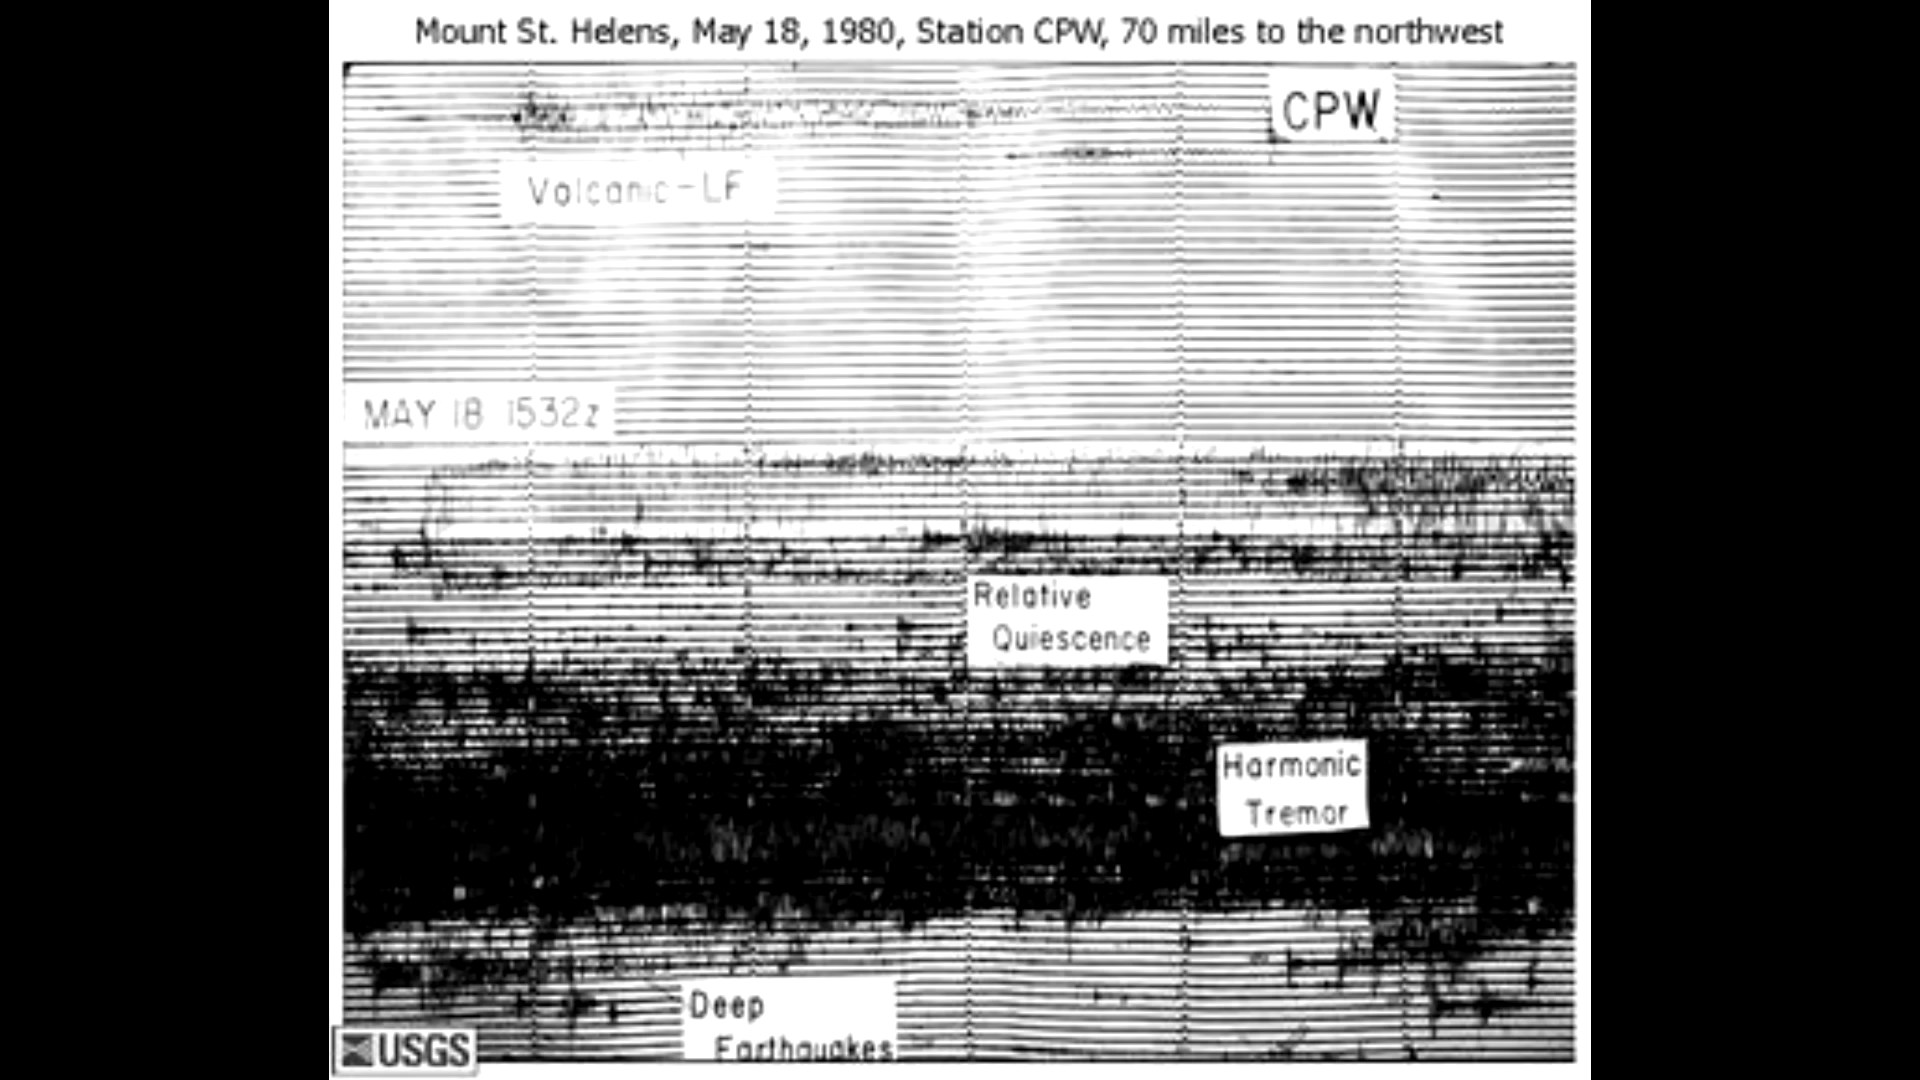 Mount St. Helens, May 18, 1980, Station CPW, 70 miles to the northwest
CPW
Volcanic-LF
MAY 18 1532z
Relative
Quiescence
Harmonic
Tremor
Deep
Earthquakes
USGS